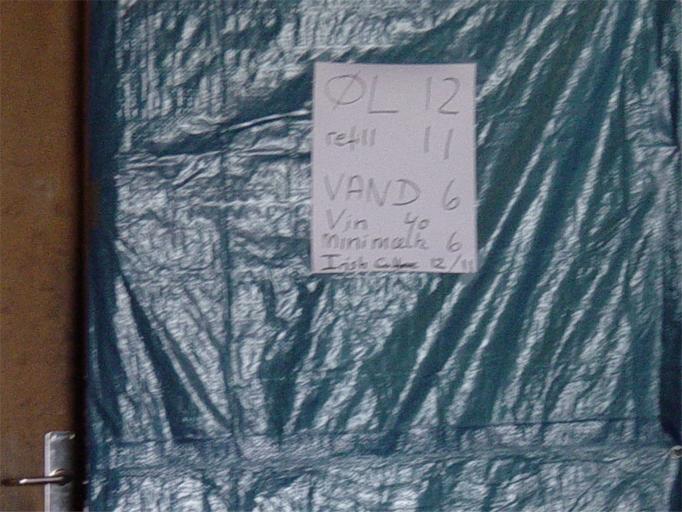 ØL 12
refill 11
VAND 6
Vin 40
minimælk 6
Irish Coffee 12/11